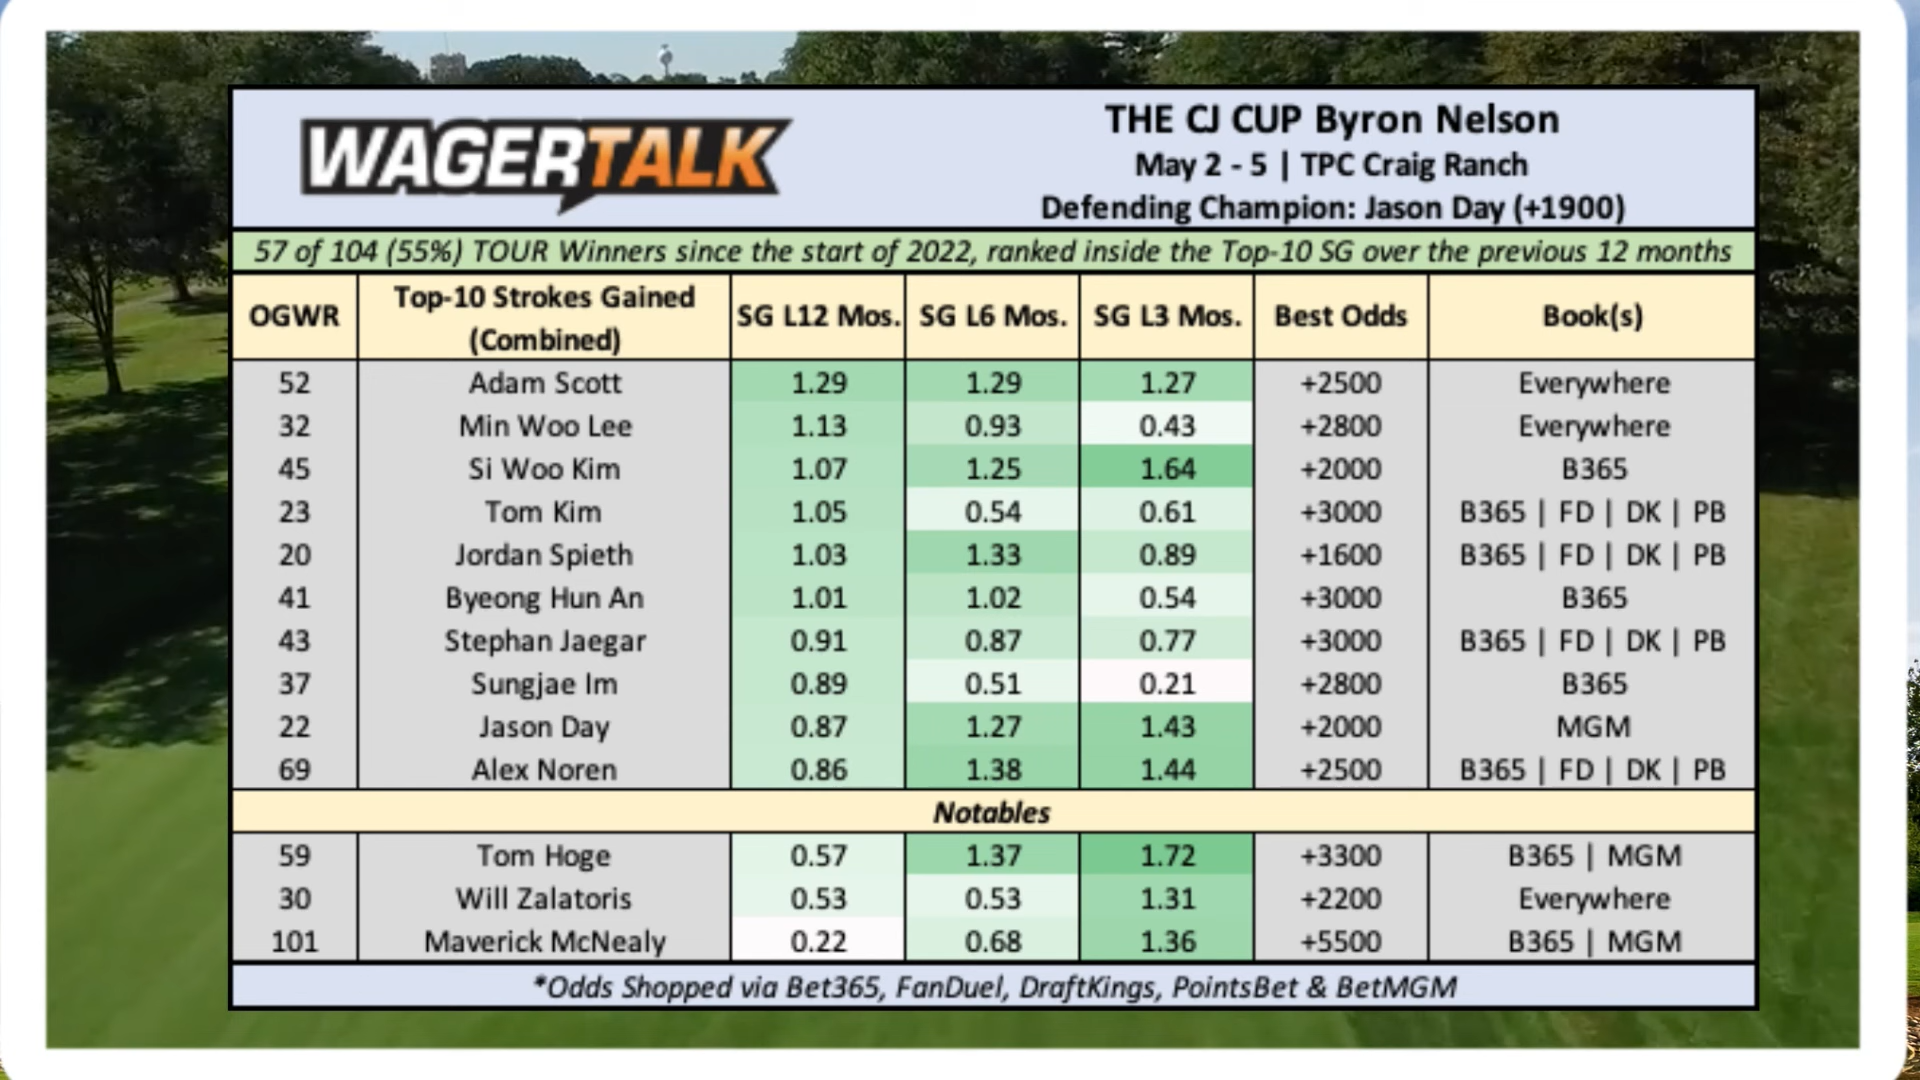 WAGERTALK
THE CJ CUP Byron Nelson
May 2 - 5 | TPC Craig Ranch
Defending Champion: Jason Day (+1900)
57 of 104 (55%) TOUR Winners since the start of 2022, ranked inside the Top-10 SG over the previous 12 months
OGWR Top-10 Strokes Gained (Combined) SG L12 Mos. SG L6 Mos. SG L3 Mos. Best Odds Book(s)
52 Adam Scott 1.29 1.29 1.27 +2500 Everywhere
32 Min Woo Lee 1.13 0.93 0.43 +2800 Everywhere
45 Si Woo Kim 1.07 1.25 1.64 +2000 B365
23 Tom Kim 1.05 0.54 0.61 +3000 B365 | FD | DK | PB
20 Jordan Spieth 1.03 1.33 0.89 +1600 B365 | FD | DK | PB
41 Byeong Hun An 1.01 1.02 0.54 +3000 B365
43 Stephan Jaegar 0.91 0.87 0.77 +3000 B365 | FD | DK | PB
37 Sungjae Im 0.89 0.51 0.21 +2800 B365
22 Jason Day 0.87 1.27 1.43 +2000 MGM
69 Alex Noren 0.86 1.38 1.44 +2500 B365 | FD | DK | PB
Notables
59 Tom Hoge 0.57 1.37 1.72 +3300 B365 | MGM
30 Will Zalatoris 0.53 0.53 1.31 +2200 Everywhere
101 Maverick McNealy 0.22 0.68 1.36 +5500 B365 | MGM
*Odds Shopped via Bet365, FanDuel, DraftKings, PointsBet & BetMGM